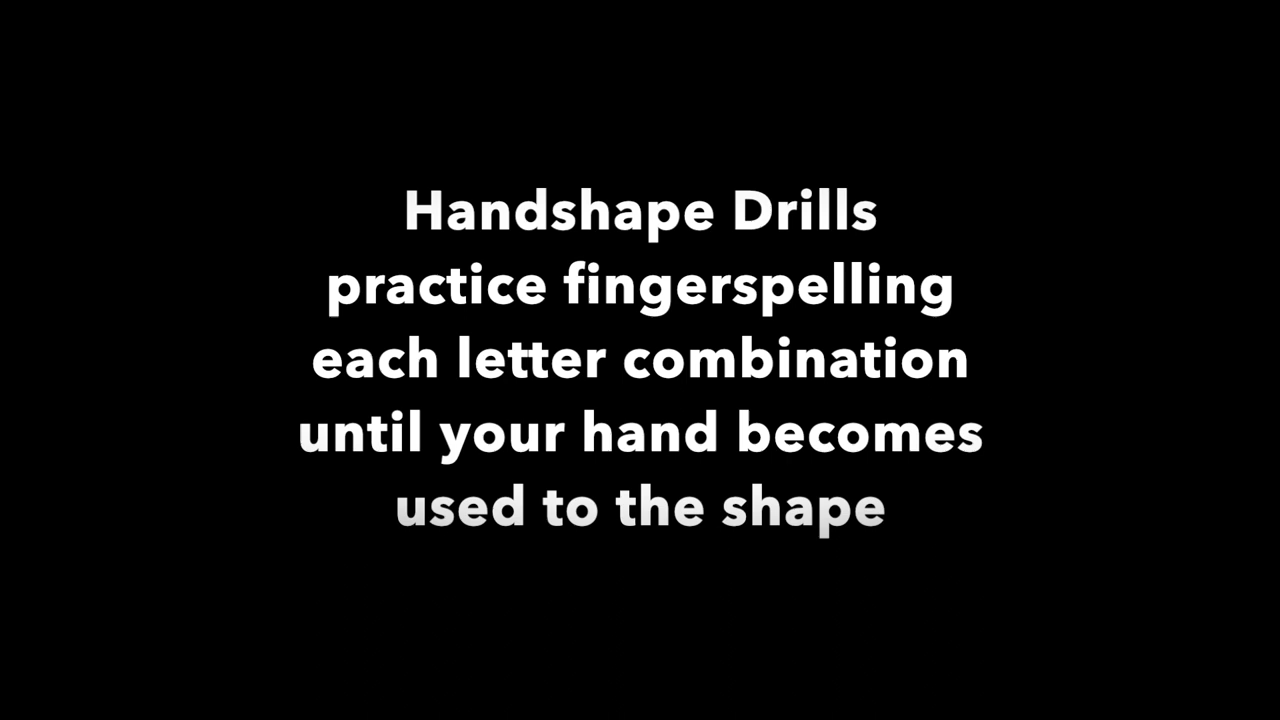 Handshape Drills
practice fingerspelling
each letter combination
until your hand becomes
used to the shape